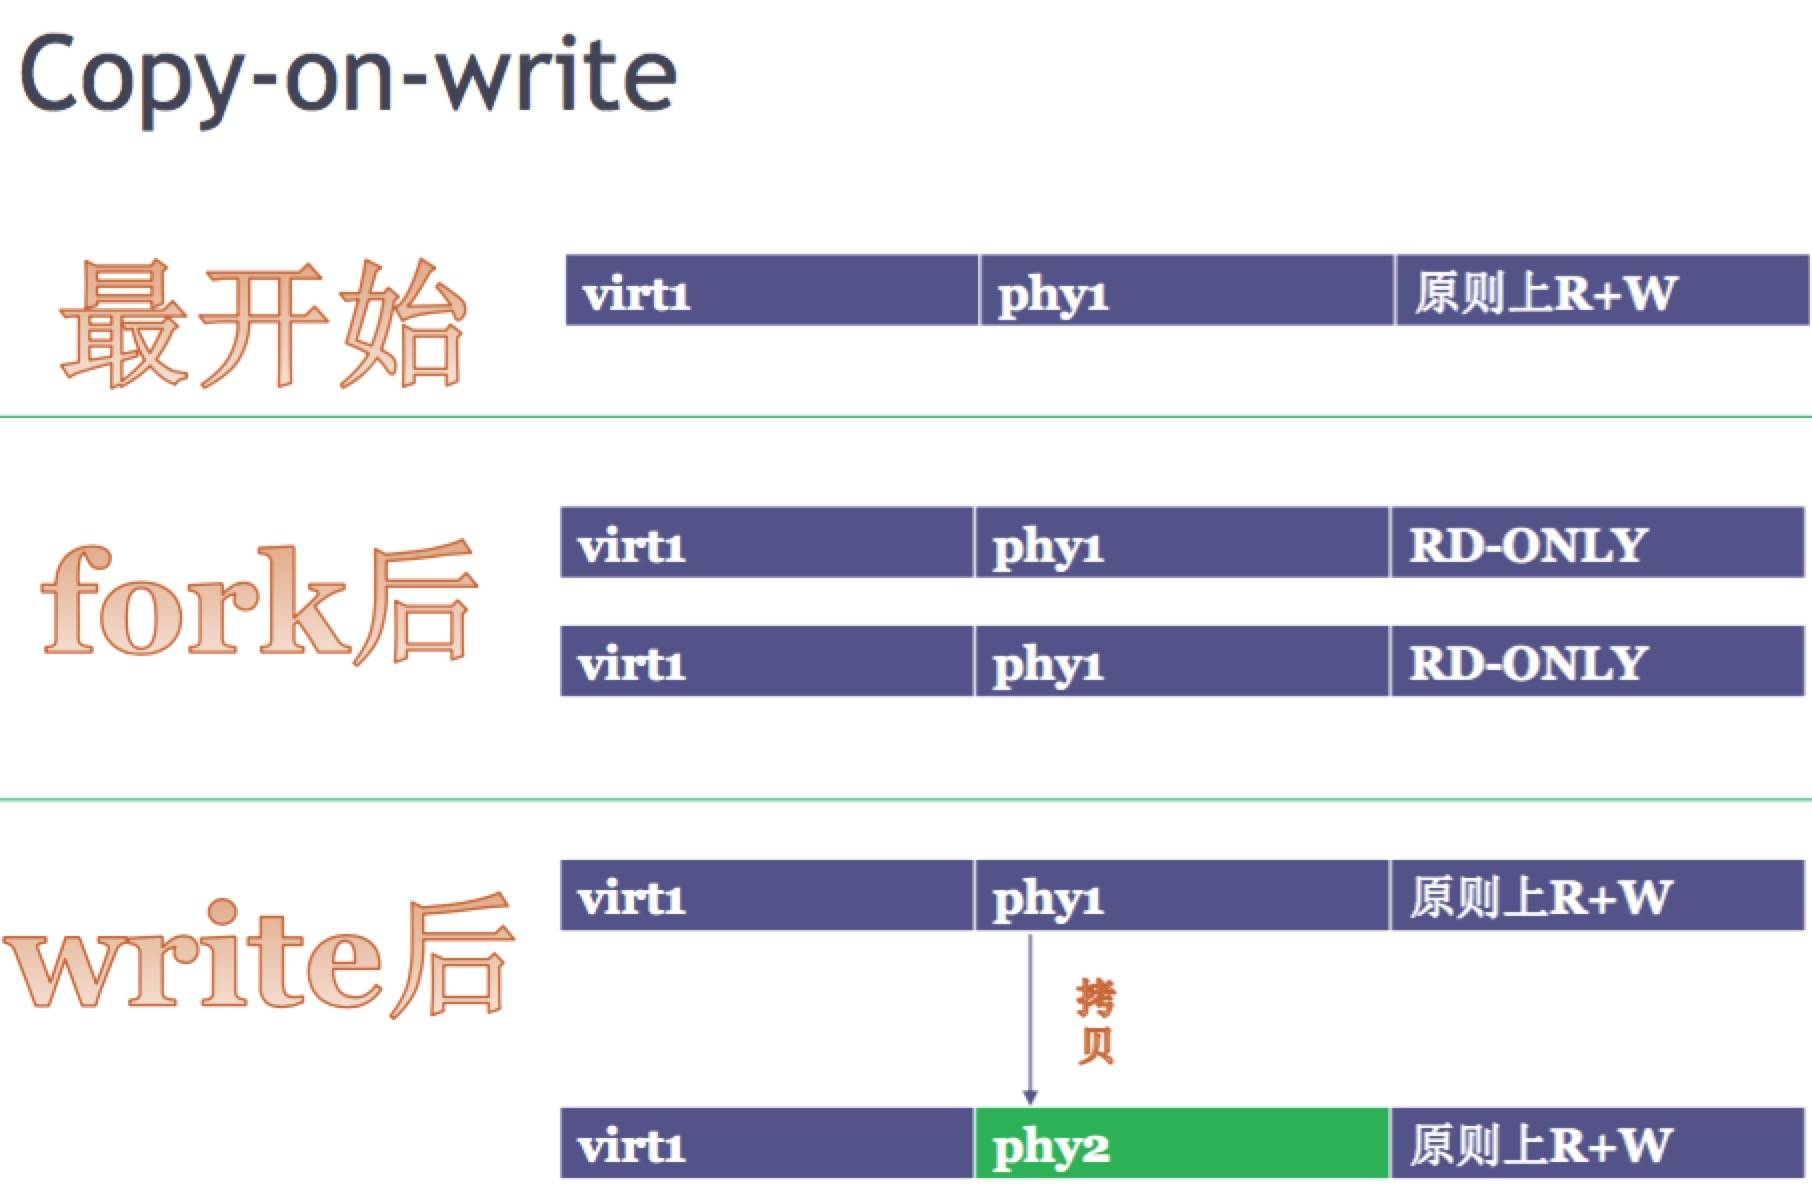 Copy-on-write
最开始
virt1 phy1 原则上R+W
fork后
virt1 phy1 RD-ONLY
virt1 phy1 RD-ONLY
write后
virt1 phy1 原则上R+W
拷
贝
virt1 phy2 原则上R+W